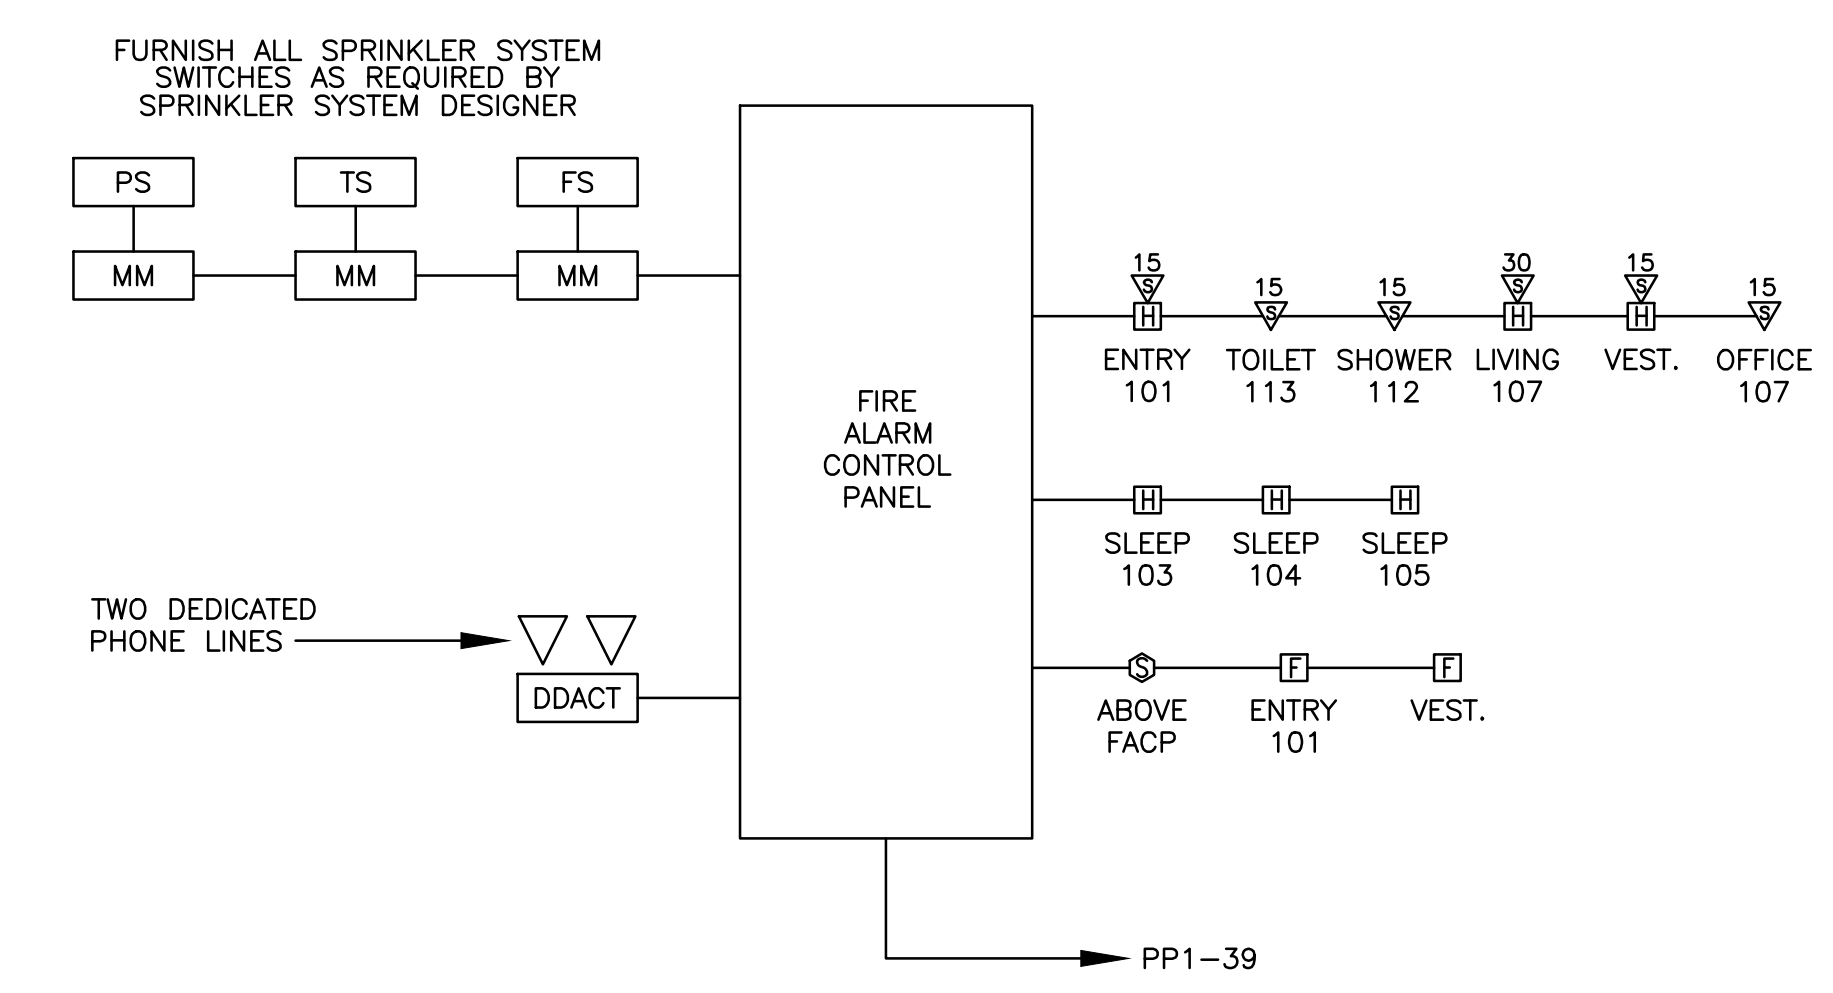 FURNISH ALL SPRINKLER SYSTEM
SWITCHES AS REQUIRED BY
SPRINKLER SYSTEM DESIGNER
PS TS FS
MM MM MM
FIRE
ALARM
CONTROL
PANEL
15 15 15 30 15 15
S S S S S S
H H H
ENTRY TOILET SHOWER LIVING VEST. OFFICE
101 113 112 107 107
H H H
SLEEP SLEEP SLEEP
103 104 105
TWO DEDICATED
PHONE LINES
DDACT
S F F
ABOVE ENTRY VEST.
FACP 101
PP1-39